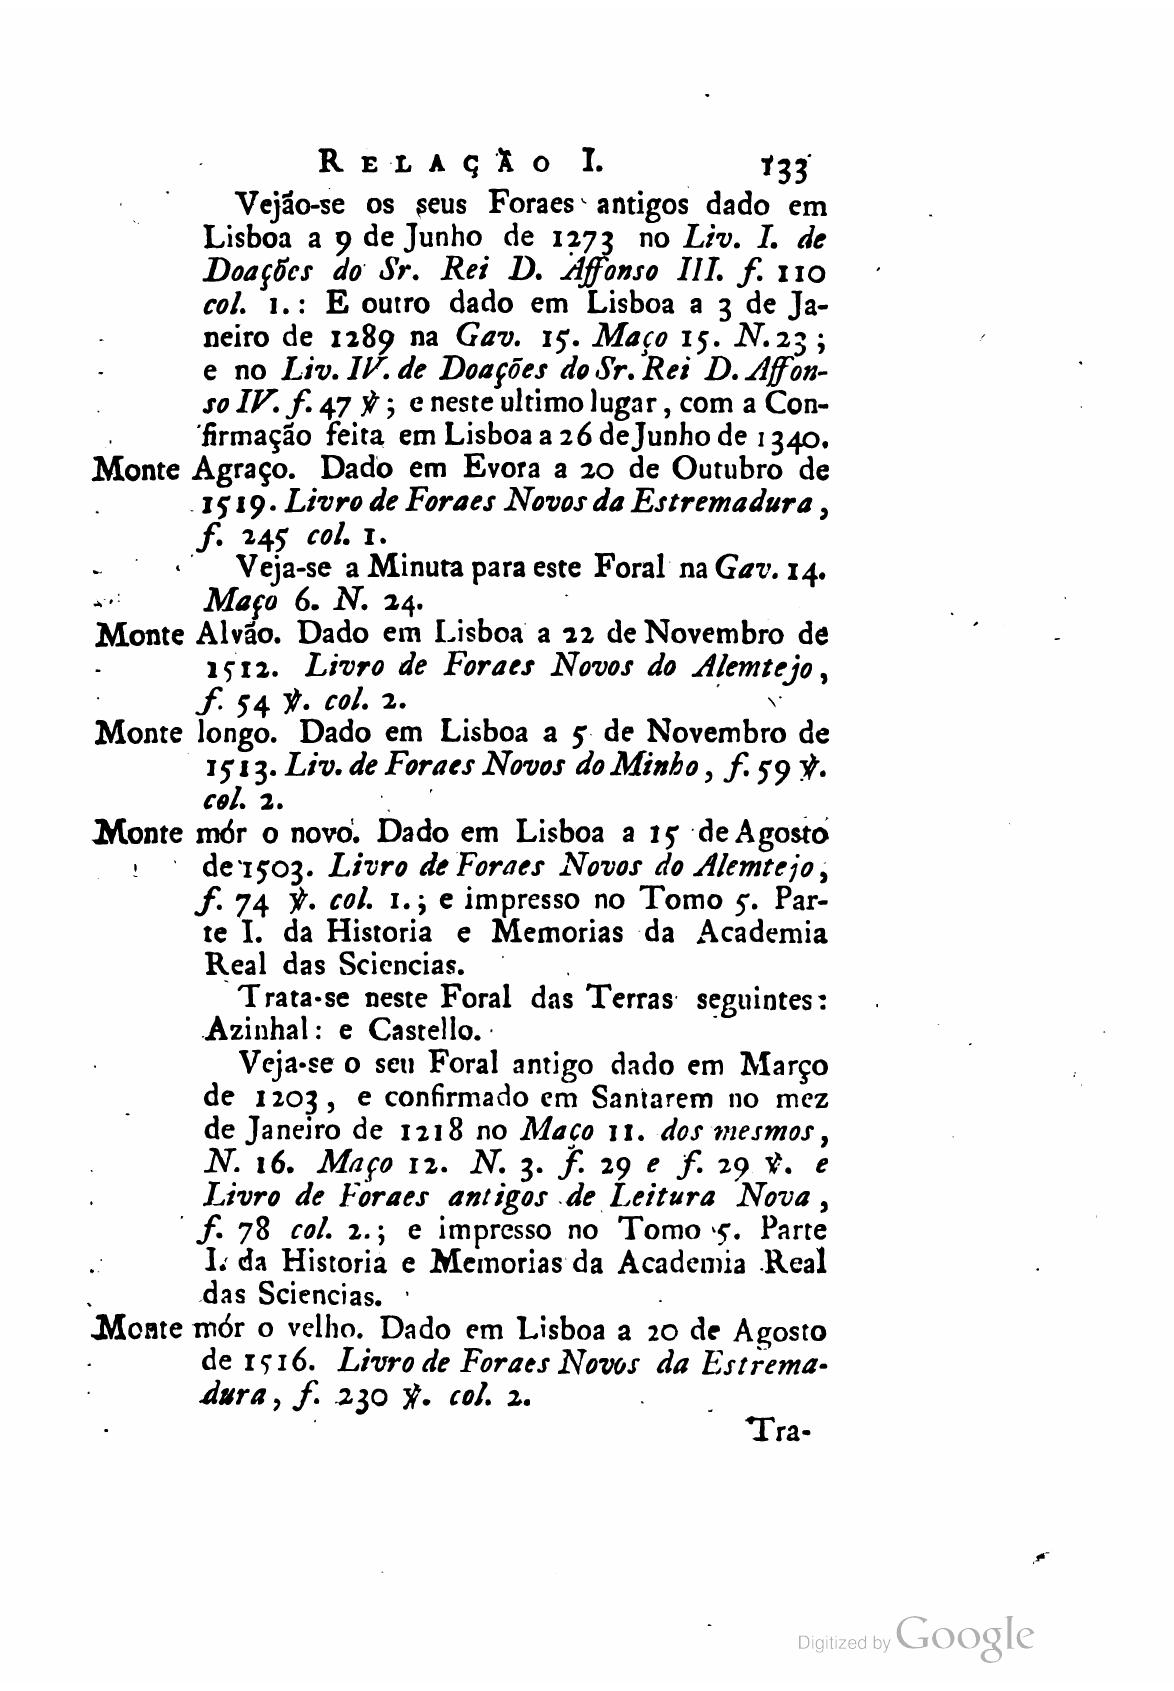 RELAÇÃO I. 133
Vejão-se os seus Foraes antigos dado em
Lisboa a 9 de Junho de 1273 no Liv. I. de
Doações do Sr. Rei D. Affonso III. f. 110
col. 1.: E outro dado em Lisboa a 3 de Ja-
neiro de 1289 na Gav. 15. Maço 15. N. 23;
e no Liv. IV. de Doações do Sr. Rei D. Affon-
so IV. f. 47 ℣; e neste ultimo lugar, com a Con-
firmação feita em Lisboa a 26 de Junho de 1340.
Monte Agraço. Dado em Evora a 20 de Outubro de
1519. Livro de Foraes Novos da Estremadura,
f. 245 col. 1.
Veja-se a Minuta para este Foral na Gav. 14.
Maço 6. N. 24.
Monte Alvão. Dado em Lisboa a 22 de Novembro de
1512. Livro de Foraes Novos do Alemtejo,
f. 54 ℣. col. 2.
Monte longo. Dado em Lisboa a 5 de Novembro de
1513. Liv. de Foraes Novos do Minho, f. 59 ℣.
col. 2.
Monte mór o novo. Dado em Lisboa a 15 de Agosto
de 1503. Livro de Foraes Novos do Alemtejo,
f. 74 ℣. col. 1.; e impresso no Tomo 5. Par-
te I. da Historia e Memorias da Academia
Real das Sciencias.
Trata-se neste Foral das Terras seguintes:
Azinhal: e Castello.
Veja-se o seu Foral antigo dado em Março
de 1203, e confirmado em Santarem no mez
de Janeiro de 1218 no Maço 11. dos mesmos,
N. 16. Maço 12. N. 3. f. 29 e f. 29 ℣. e
Livro de Foraes antigos de Leitura Nova,
f. 78 col. 2.; e impresso no Tomo 5. Parte
I. da Historia e Memorias da Academia Real
das Sciencias.
Monte mór o velho. Dado em Lisboa a 20 de Agosto
de 1516. Livro de Foraes Novos da Estrema-
dura, f. 230 ℣. col. 2.
Tra-
Digitized by Google